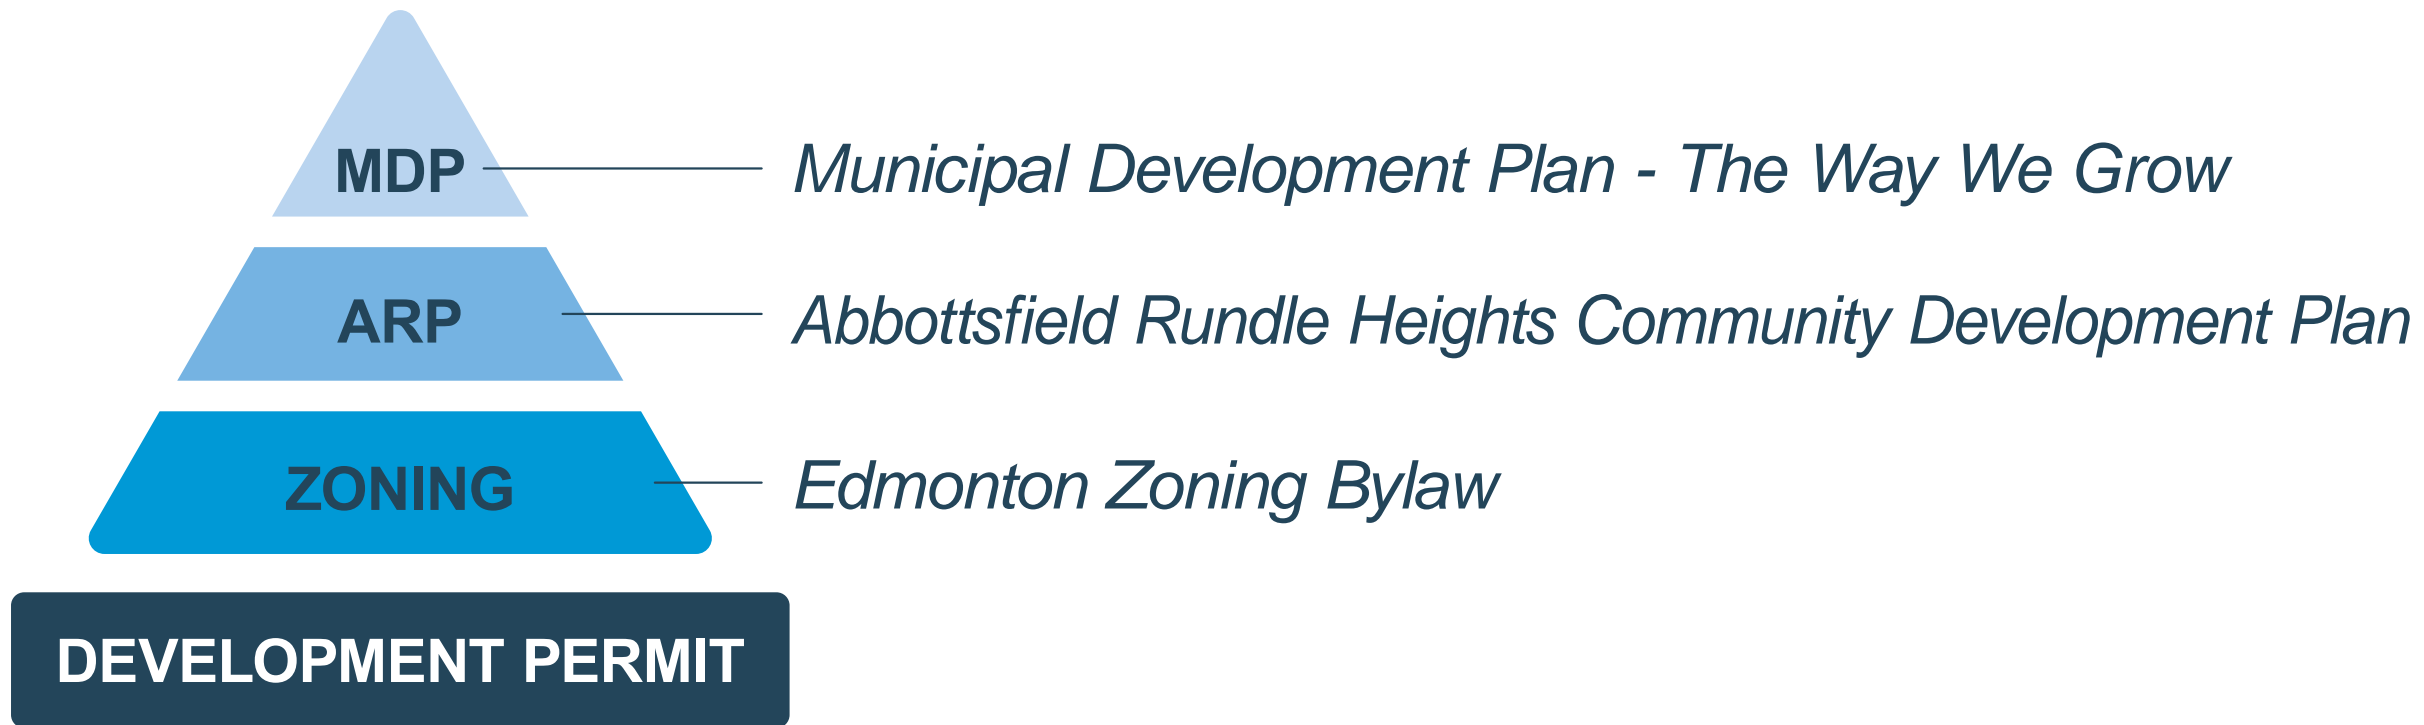 MDP
Municipal Development Plan - The Way We Grow
ARP
Abbottsfield Rundle Heights Community Development Plan
ZONING
Edmonton Zoning Bylaw
DEVELOPMENT PERMIT